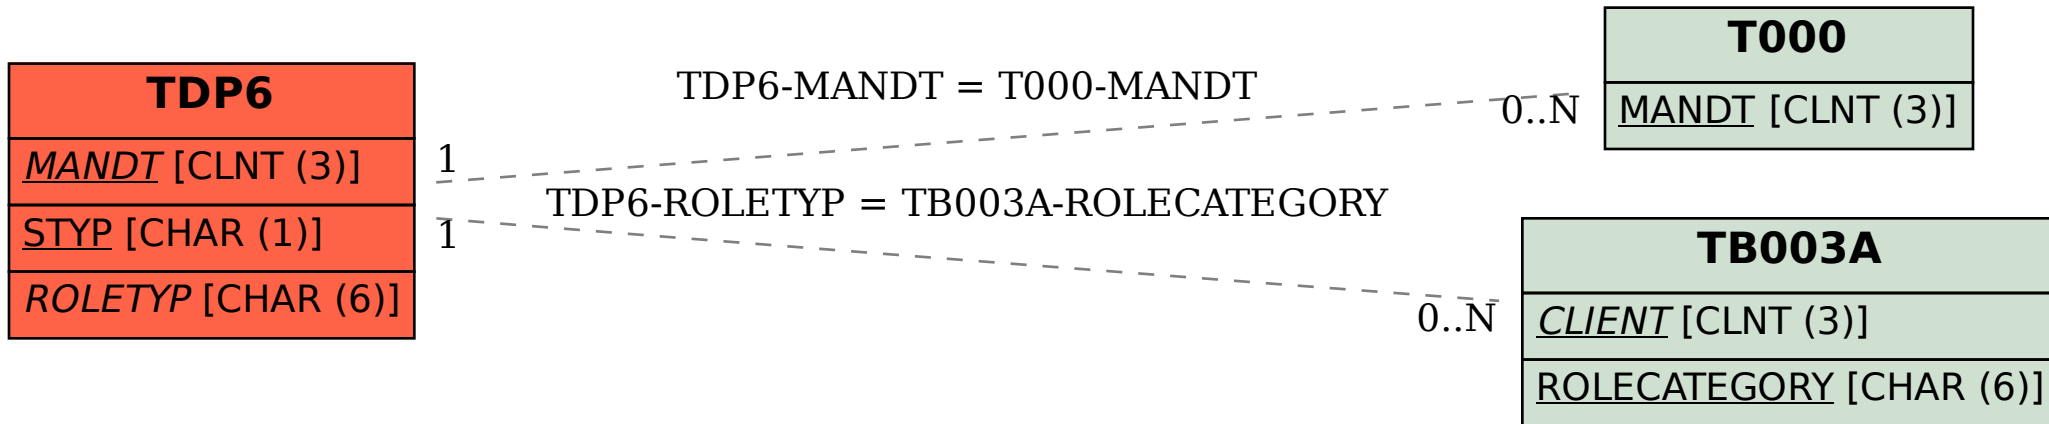 TDP6
MANDT [CLNT (3)]
STYP [CHAR (1)]
ROLETYP [CHAR (6)]
TDP6-MANDT = T000-MANDT
1
0..N
TDP6-ROLETYP = TB003A-ROLECATEGORY
1
0..N
T000
MANDT [CLNT (3)]
TB003A
CLIENT [CLNT (3)]
ROLECATEGORY [CHAR (6)]